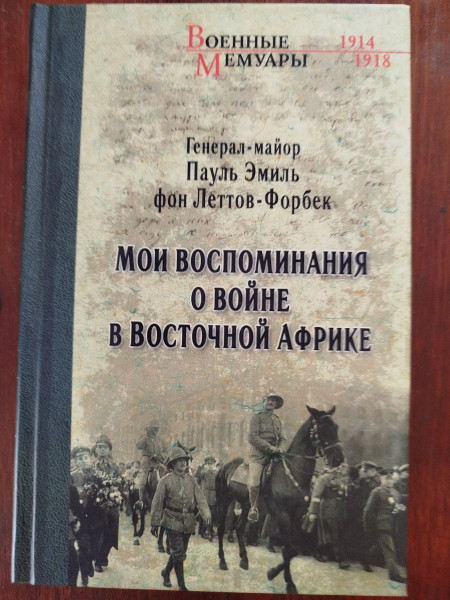 Военные 1914
Мемуары 1918
Генерал-майор
Пауль Эмиль
фон Леттов-Форбек
Мои воспоминания
о войне
в Восточной Африке